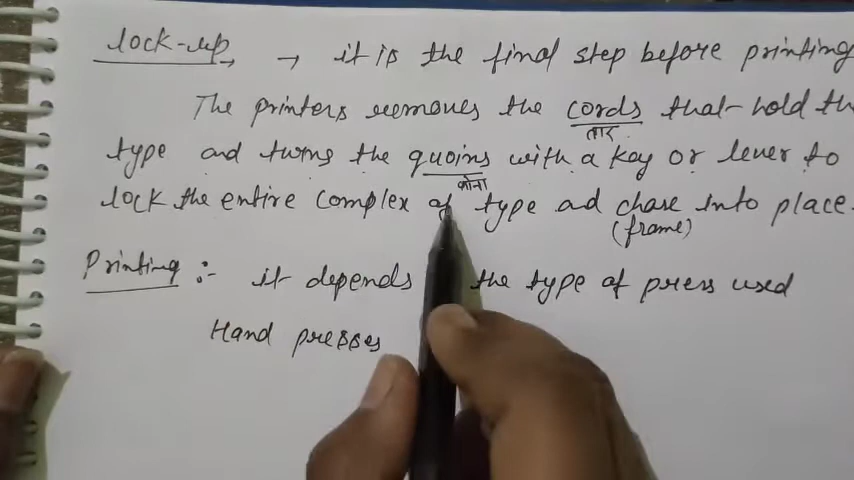 lock-up → it is the final step before printing
The printers removes the cords that hold the
तार
type and turns the quoins with a key or lever to
कोना
lock the entire complex of type ad chase into place.
(frame)
Printing :- it depends the type of press used
Hand presses